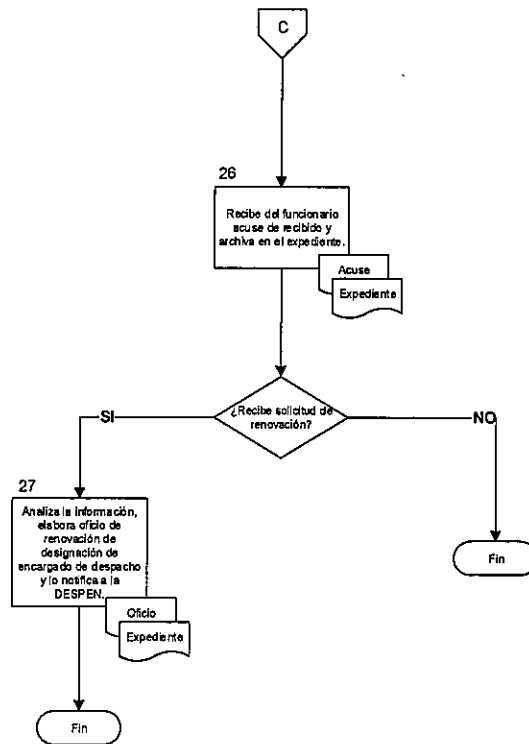 C
26
Recibe del funcionario
acuse de recibido y
archiva en el expediente.
Acuse
Expediente
¿Recibe solicitud de
renovación?
SI
NO
27
Analiza la información,
elabora oficio de
renovación de
designación de
encargado de despacho
y lo notifica a la
DESPEN.
Oficio
Expediente
Fin
Fin